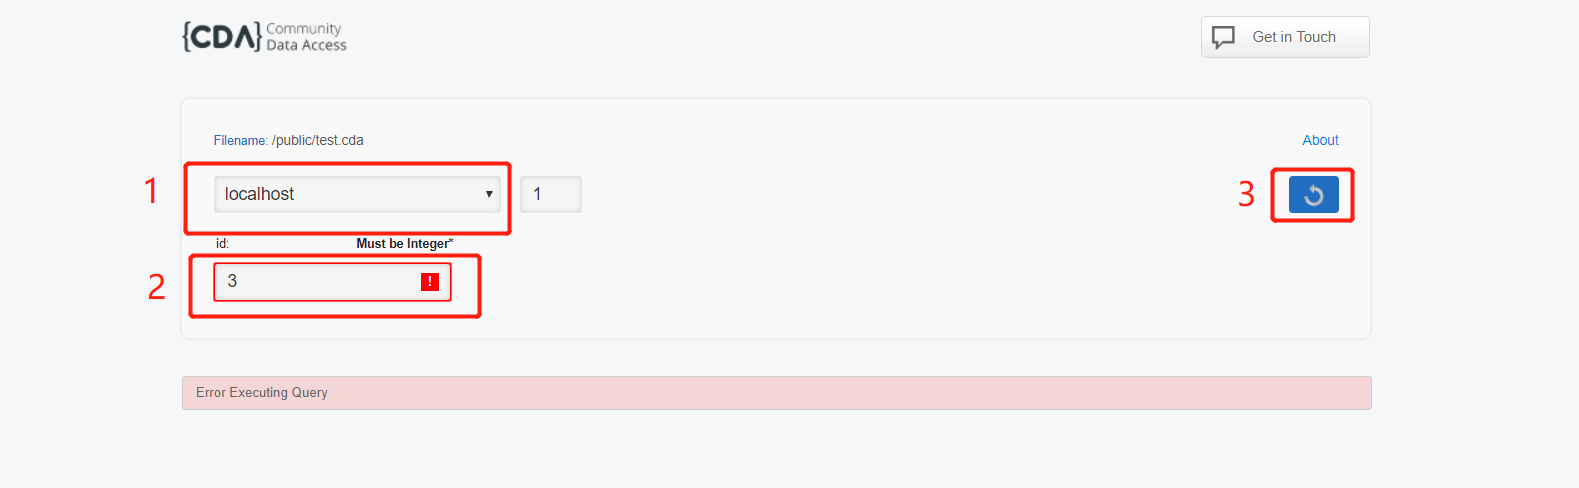 {CDA} Community
Data Access
Get in Touch
Filename: /public/test.cda
About
1
localhost
1
3
id:
Must be Integer*
2
3
!
Error Executing Query